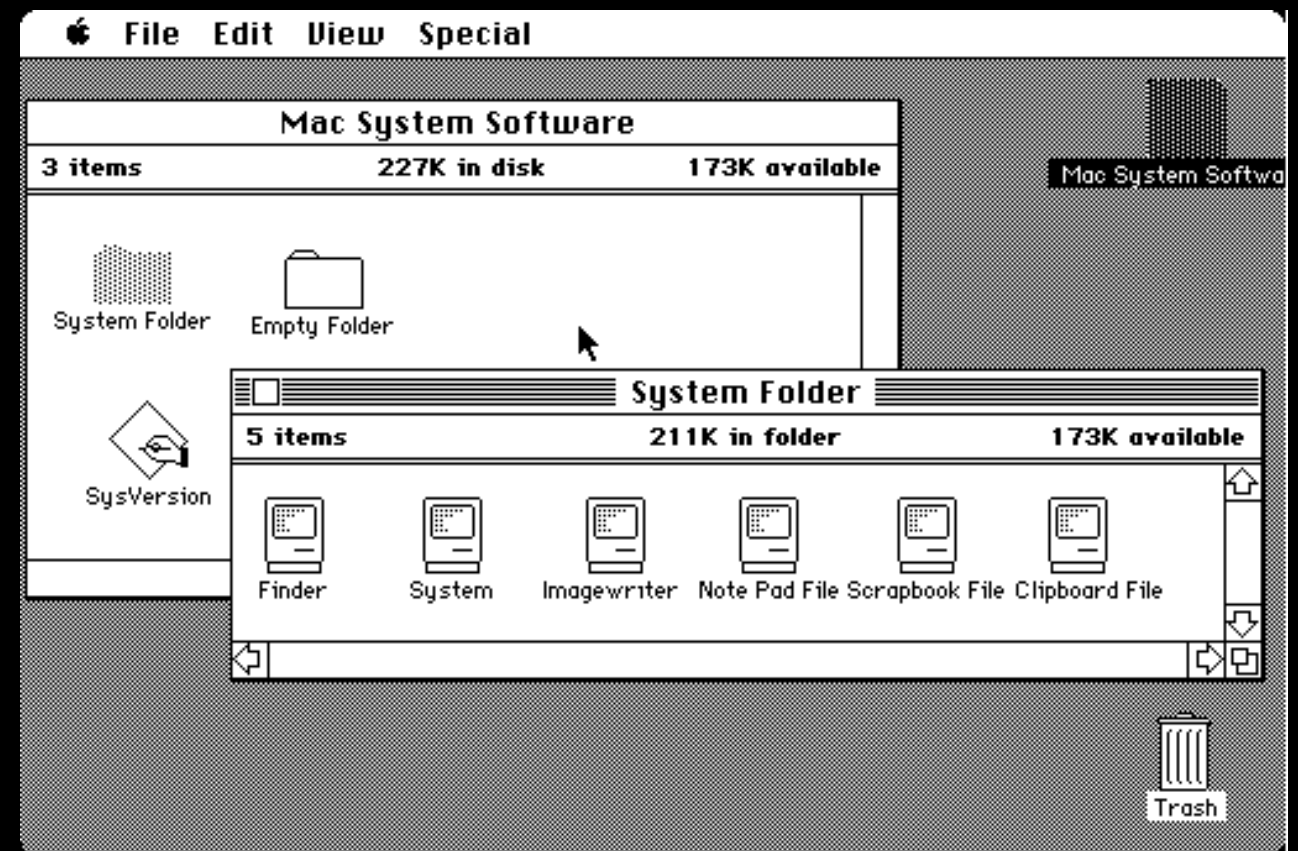 File Edit View Special
Mac System Software
3 items 227K in disk 173K available
Mac System Softwa
System Folder Empty Folder
SysVersion
System Folder
5 items 211K in folder 173K available
Finder System Imagewriter Note Pad File Scrapbook File Clipboard File
Trash